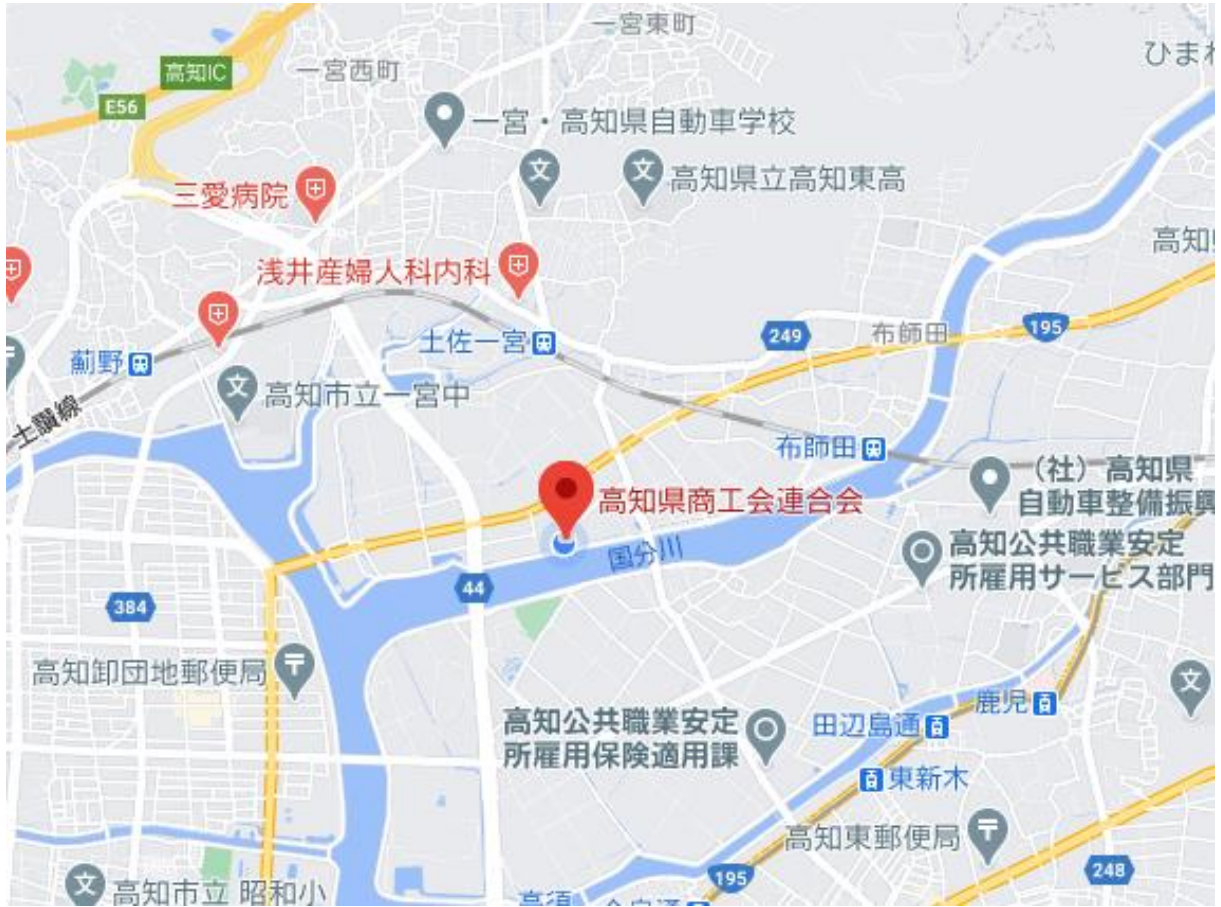 一宮東町
ひまわ
高知IC
一宮西町
E56
一宮・高知県自動車学校
高知県立高知東高
三愛病院
高知県
浅井産婦人科内科
195
249
布師田
土佐一宮
薊野
高知市立一宮中
土讃線
布師田
(社)高知県
自動車整備振興
高知県商工会連合会
国分川
高知公共職業安定
所雇用サービス部門
44
384
高知卸団地郵便局
鹿児
高知公共職業安定
所雇用保険適用課
田辺島通
東新木
高知東郵便局
248
195
高知市立 昭和小
高須